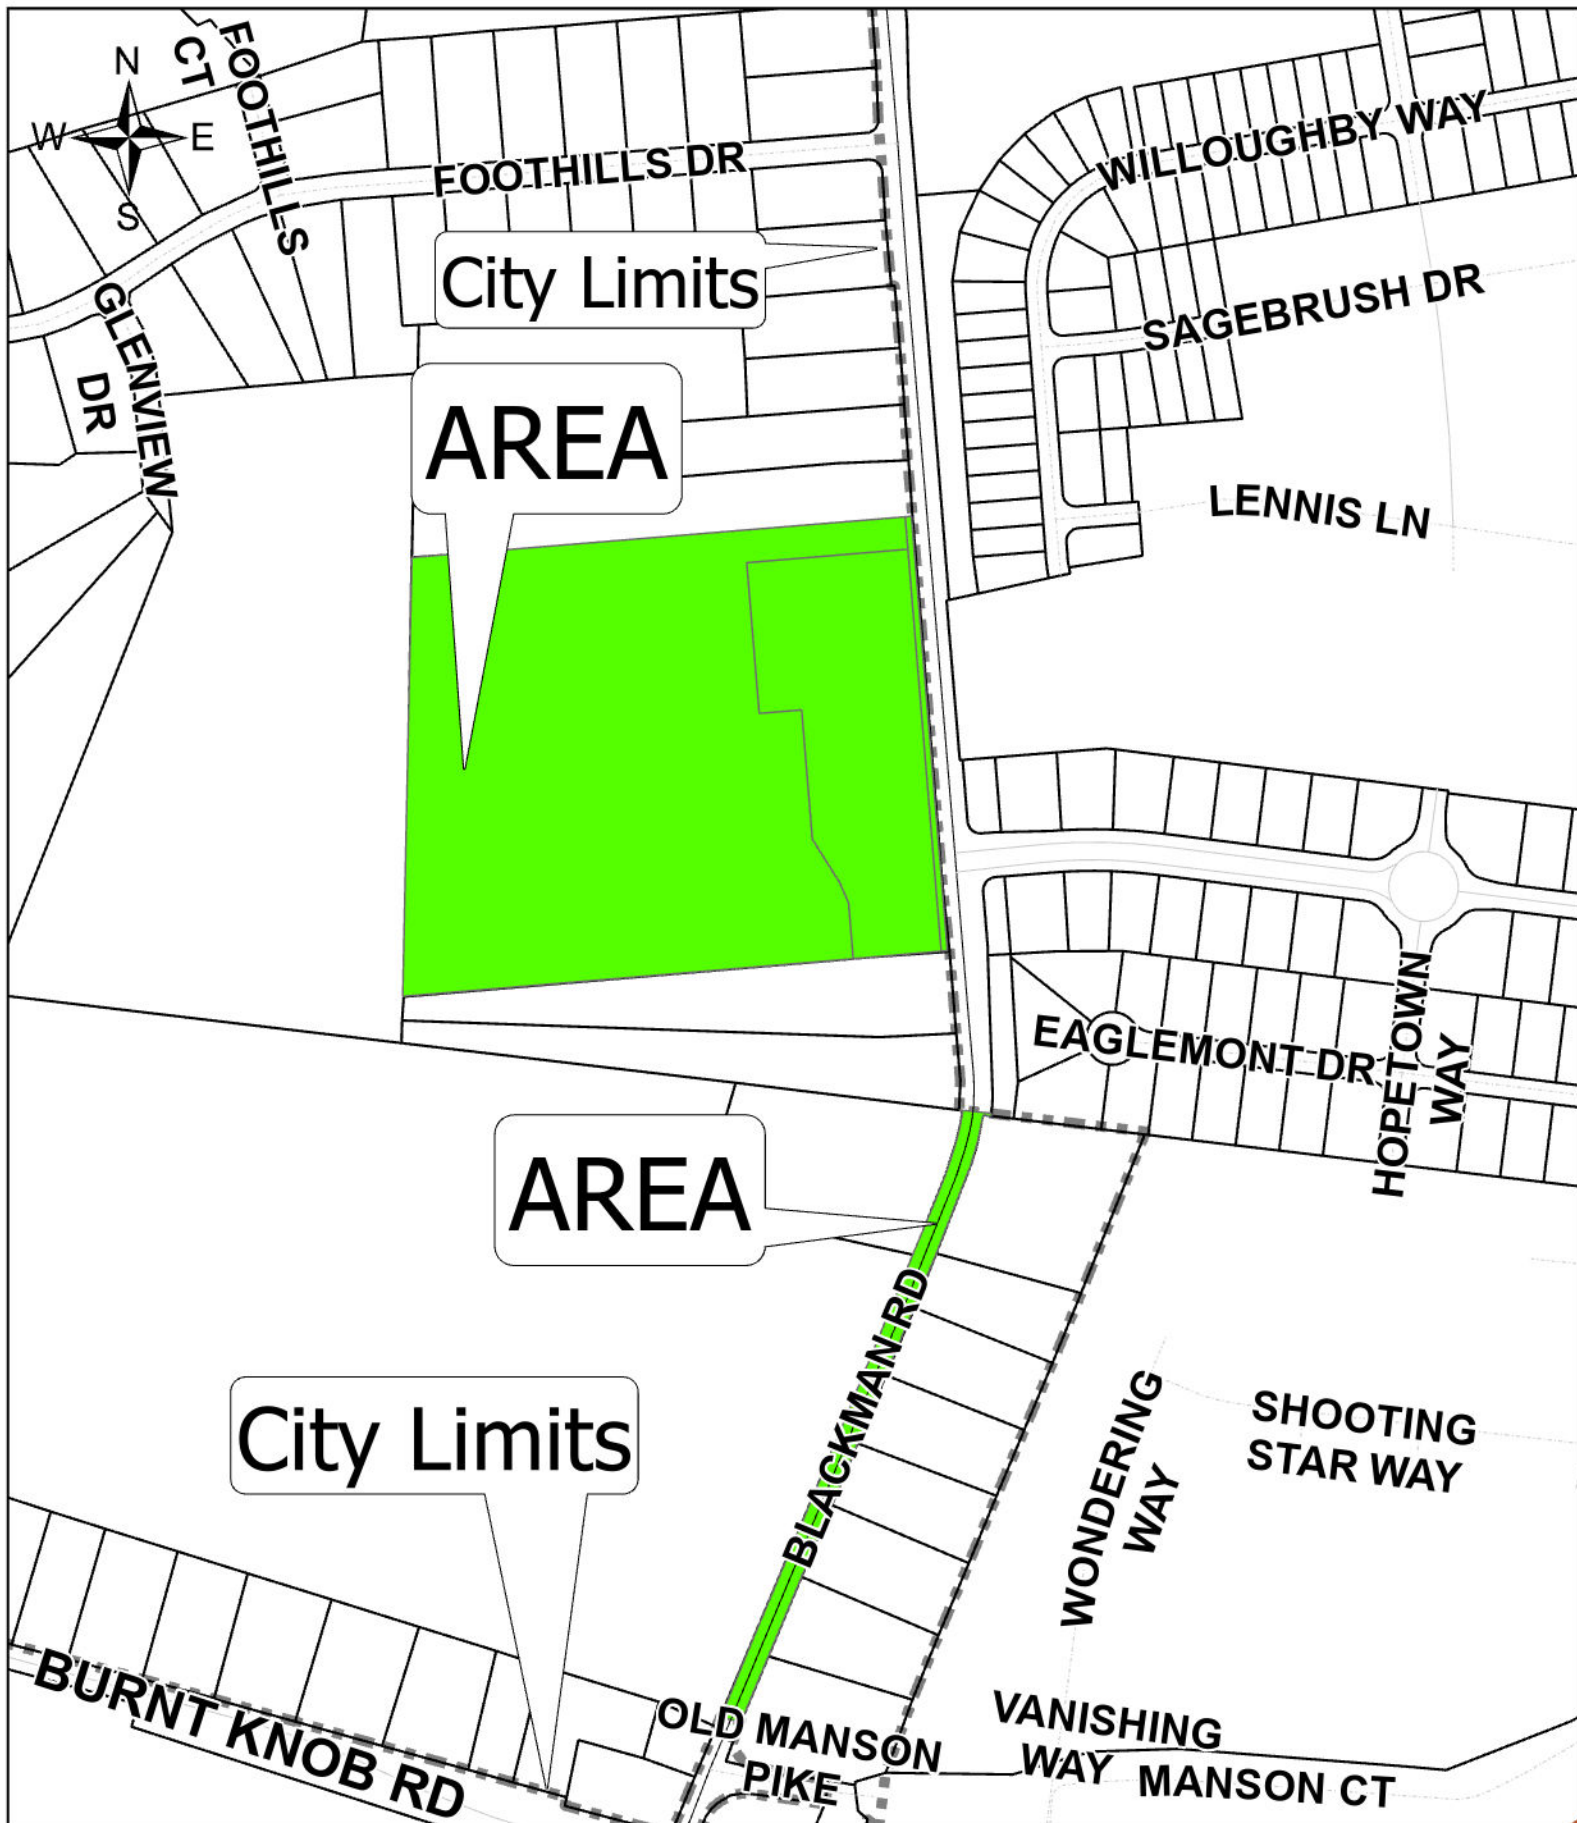 N
W E
S
FOOTHILLS
CT
FOOTHILLS DR
WILLOUGHBY WAY
City Limits
SAGEBRUSH DR
GLENVIEW
DR
AREA
LENNIS LN
EAGLEMONT DR
HOPETOWN
WAY
AREA
BLACKMAN RD
City Limits
WONDERING
WAY
SHOOTING
STAR WAY
BURNT KNOB RD
OLD MANSON
PIKE
VANISHING
WAY
MANSON CT